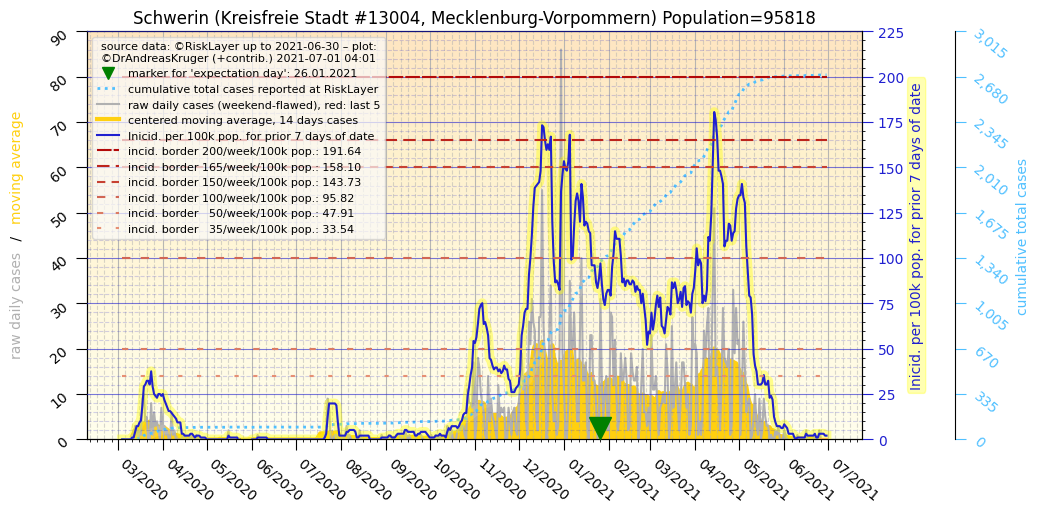 Schwerin (Kreisfreie Stadt #13004, Mecklenburg-Vorpommern) Population=95818
source data: ©RiskLayer up to 2021-06-30 – plot:
©DrAndreasKruger (+contrib.) 2021-07-01 04:01
marker for 'expectation day': 26.01.2021
cumulative total cases reported at RiskLayer
raw daily cases (weekend-flawed), red: last 5
centered moving average, 14 days cases
Inicid. per 100k pop. for prior 7 days of date
incid. border 200/week/100k pop.: 191.64
incid. border 165/week/100k pop.: 158.10
incid. border 150/week/100k pop.: 143.73
incid. border 100/week/100k pop.: 95.82
incid. border 50/week/100k pop.: 47.91
incid. border 35/week/100k pop.: 33.54
raw daily cases / moving average
90
80
70
60
50
40
30
20
10
0
225
200
175
150
125
100
75
50
25
0
Inicid. per 100k pop. for prior 7 days of date
3,015
2,680
2,345
2,010
1,675
1,340
1,005
670
335
0
cumulative total cases
03/2020
04/2020
05/2020
06/2020
07/2020
08/2020
09/2020
10/2020
11/2020
12/2020
01/2021
02/2021
03/2021
04/2021
05/2021
06/2021
07/2021